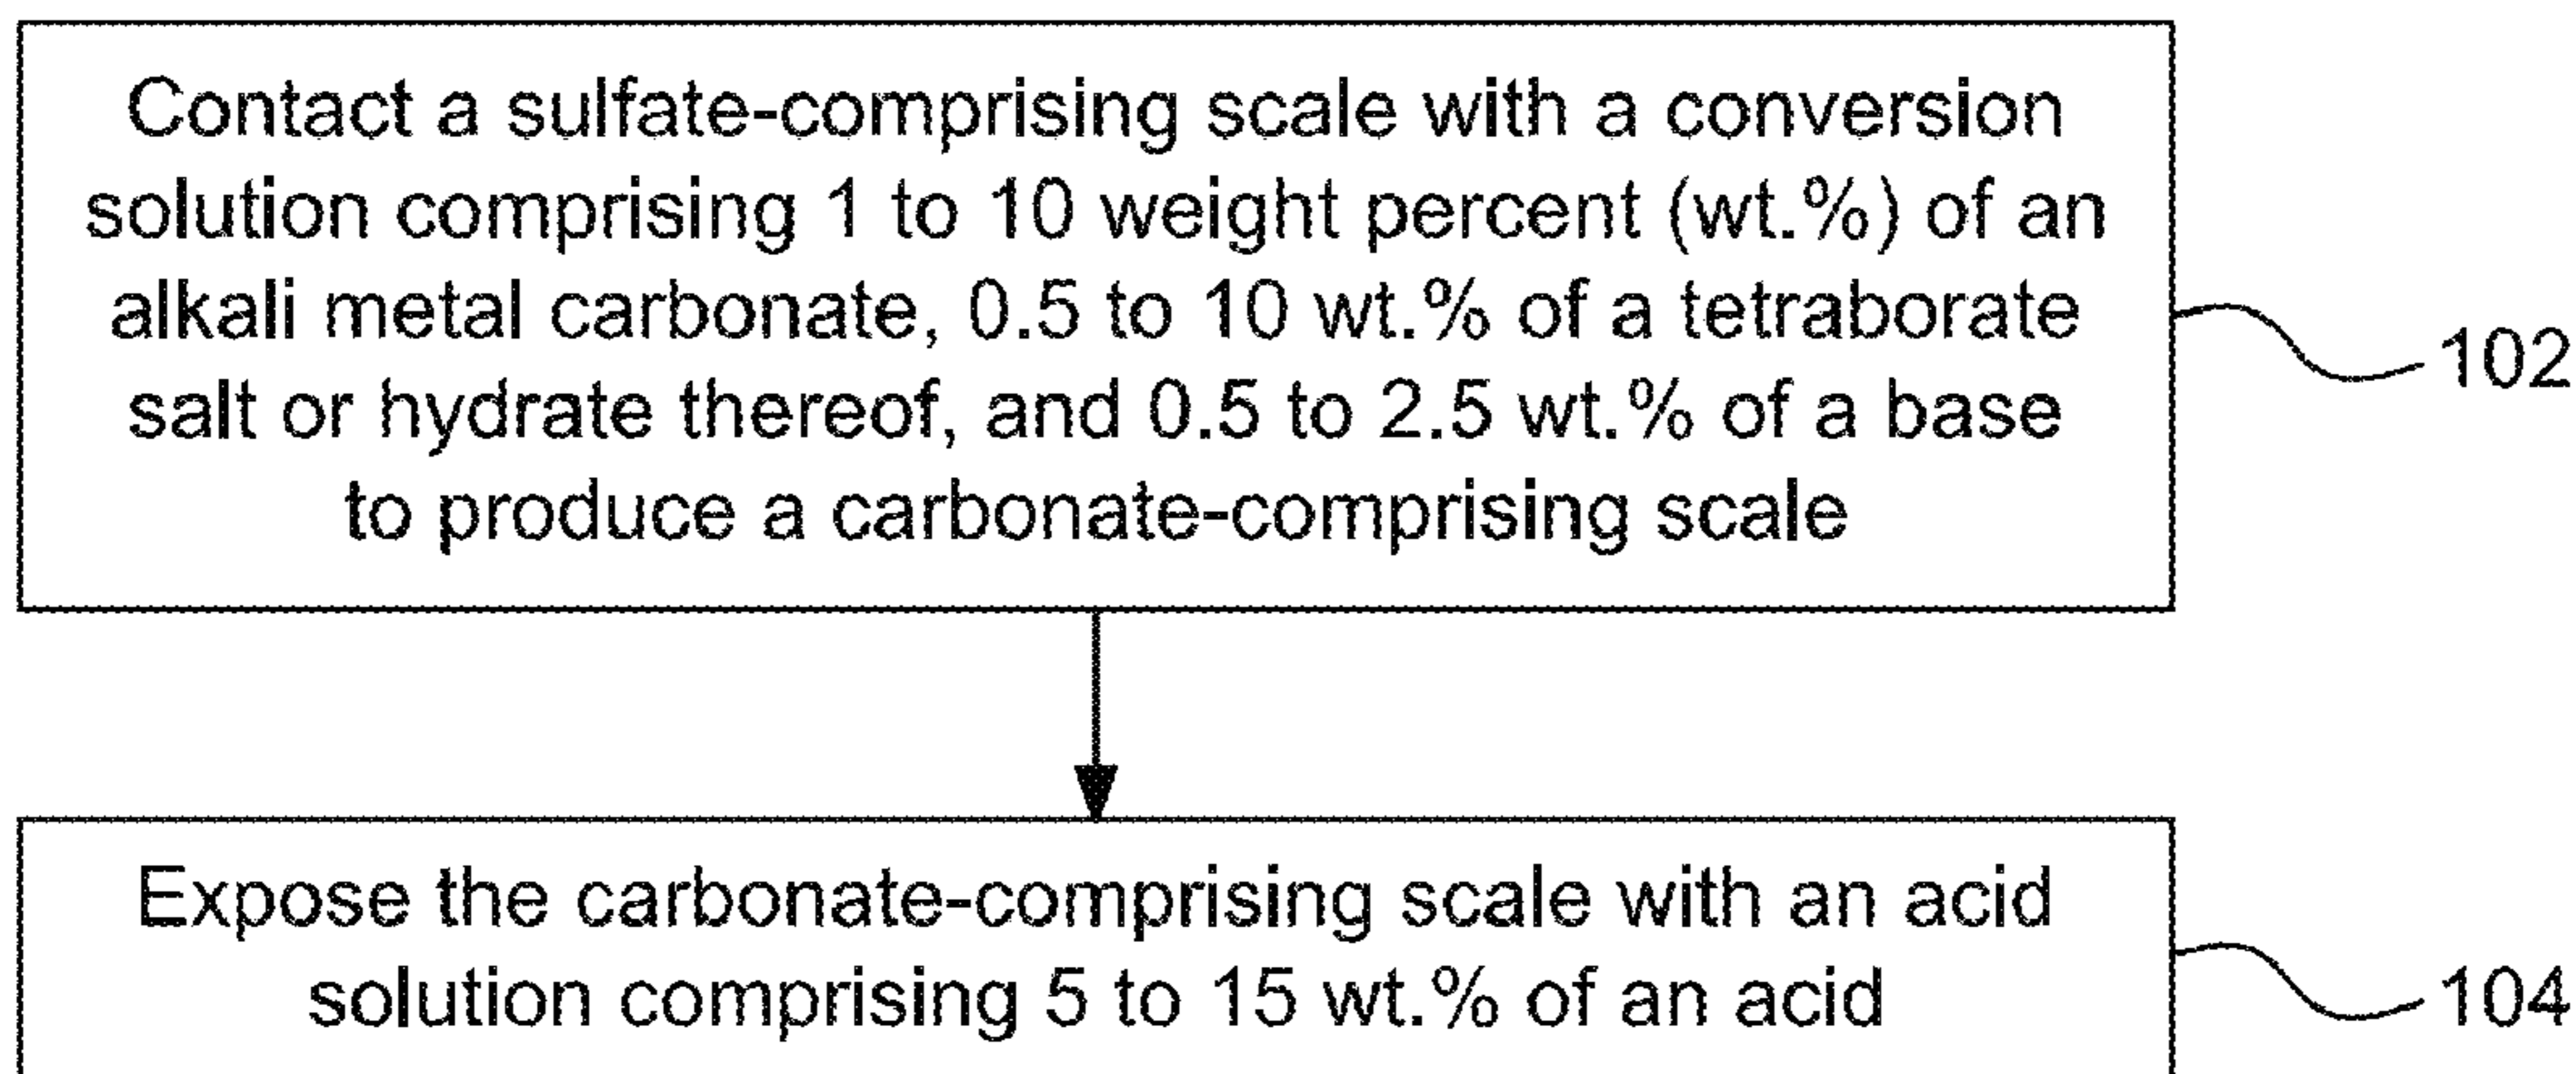 Contact a sulfate-comprising scale with a conversion
solution comprising 1 to 10 weight percent (wt.%) of an
alkali metal carbonate, 0.5 to 10 wt.% of a tetraborate
salt or hydrate thereof, and 0.5 to 2.5 wt.% of a base
to produce a carbonate-comprising scale
102
Expose the carbonate-comprising scale with an acid
solution comprising 5 to 15 wt.% of an acid
104